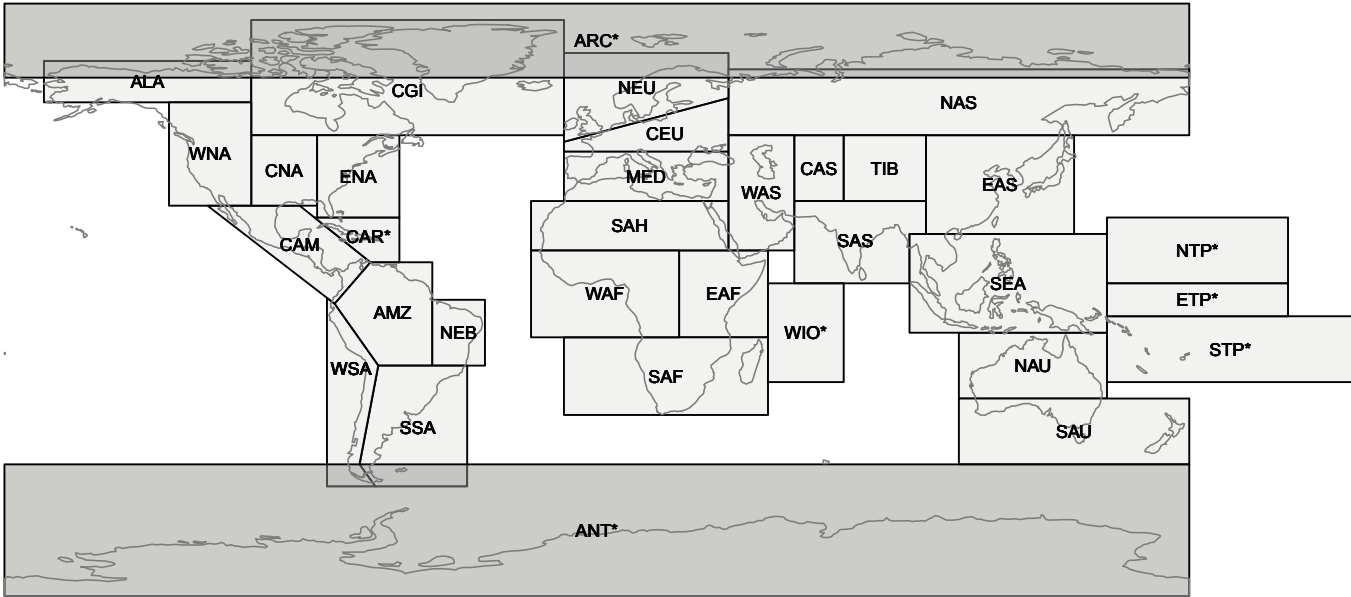 ARC*
ALA
CGI
NEU
NAS
CEU
WNA
CNA
ENA
MED
WAS
CAS
TIB
EAS
SAH
CAR*
CAM
SAS
NTP*
WAF
EAF
SEA
ETP*
AMZ
NEB
WIO*
STP*
WSA
SAF
NAU
SSA
SAU
ANT*